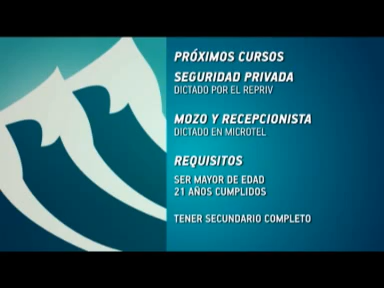 PRÓXIMOS CURSOS
SEGURIDAD PRIVADA
DICTADO POR EL REPRIV
MOZO Y RECEPCIONISTA
DICTADO EN MICROTEL
REQUISITOS
SER MAYOR DE EDAD
21 AÑOS CUMPLIDOS
TENER SECUNDARIO COMPLETO